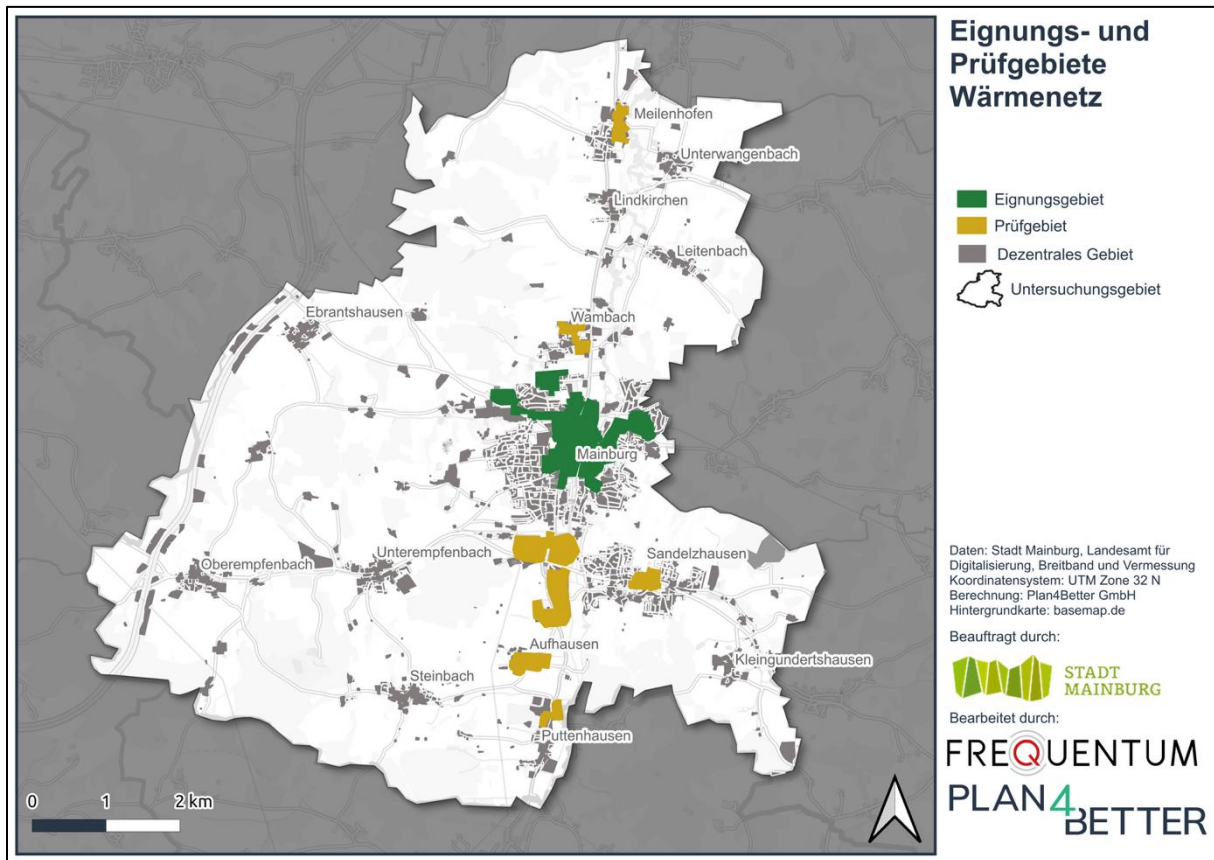 Eignungs- und
Prüfgebiete
Wärmenetz
Eignungsgebiet
Prüfgebiet
Dezentrales Gebiet
Untersuchungsgebiet
Meilenhofen
Unterwangenbach
Lindkirchen
Leitenbach
Ebrantshausen
Wambach
Mainburg
Unterempfenbach
Sandelzhausen
Oberempfenbach
Aufhausen
Kleingundertshausen
Steinbach
Puttenhausen
0 1 2 km
Daten: Stadt Mainburg, Landesamt für
Digitalisierung, Breitband und Vermessung
Koordinatensystem: UTM Zone 32 N
Berechnung: Plan4Better GmbH
Hintergrundkarte: basemap.de
Beauftragt durch:
STADT
MAINBURG
Bearbeitet durch:
FREQUENTUM
PLAN4
BETTER